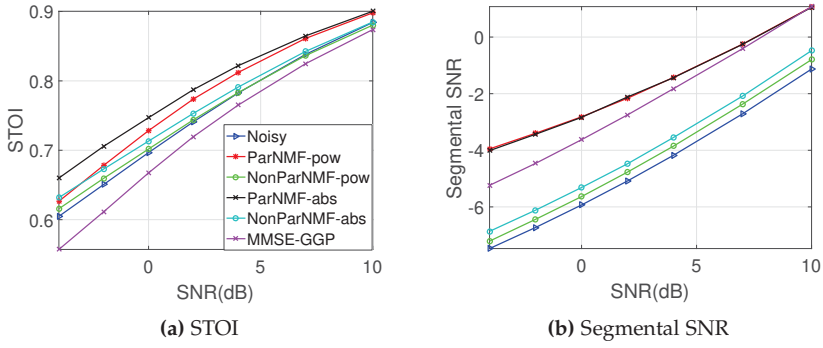 0.9
0.8
0.7
0.6
STOI
Noisy
ParNMF-pow
NonParNMF-pow
ParNMF-abs
NonParNMF-abs
MMSE-GGP
0 5 10
SNR(dB)
(a) STOI
0
-2
-4
-6
Segmental SNR
0 5 10
SNR(dB)
(b) Segmental SNR